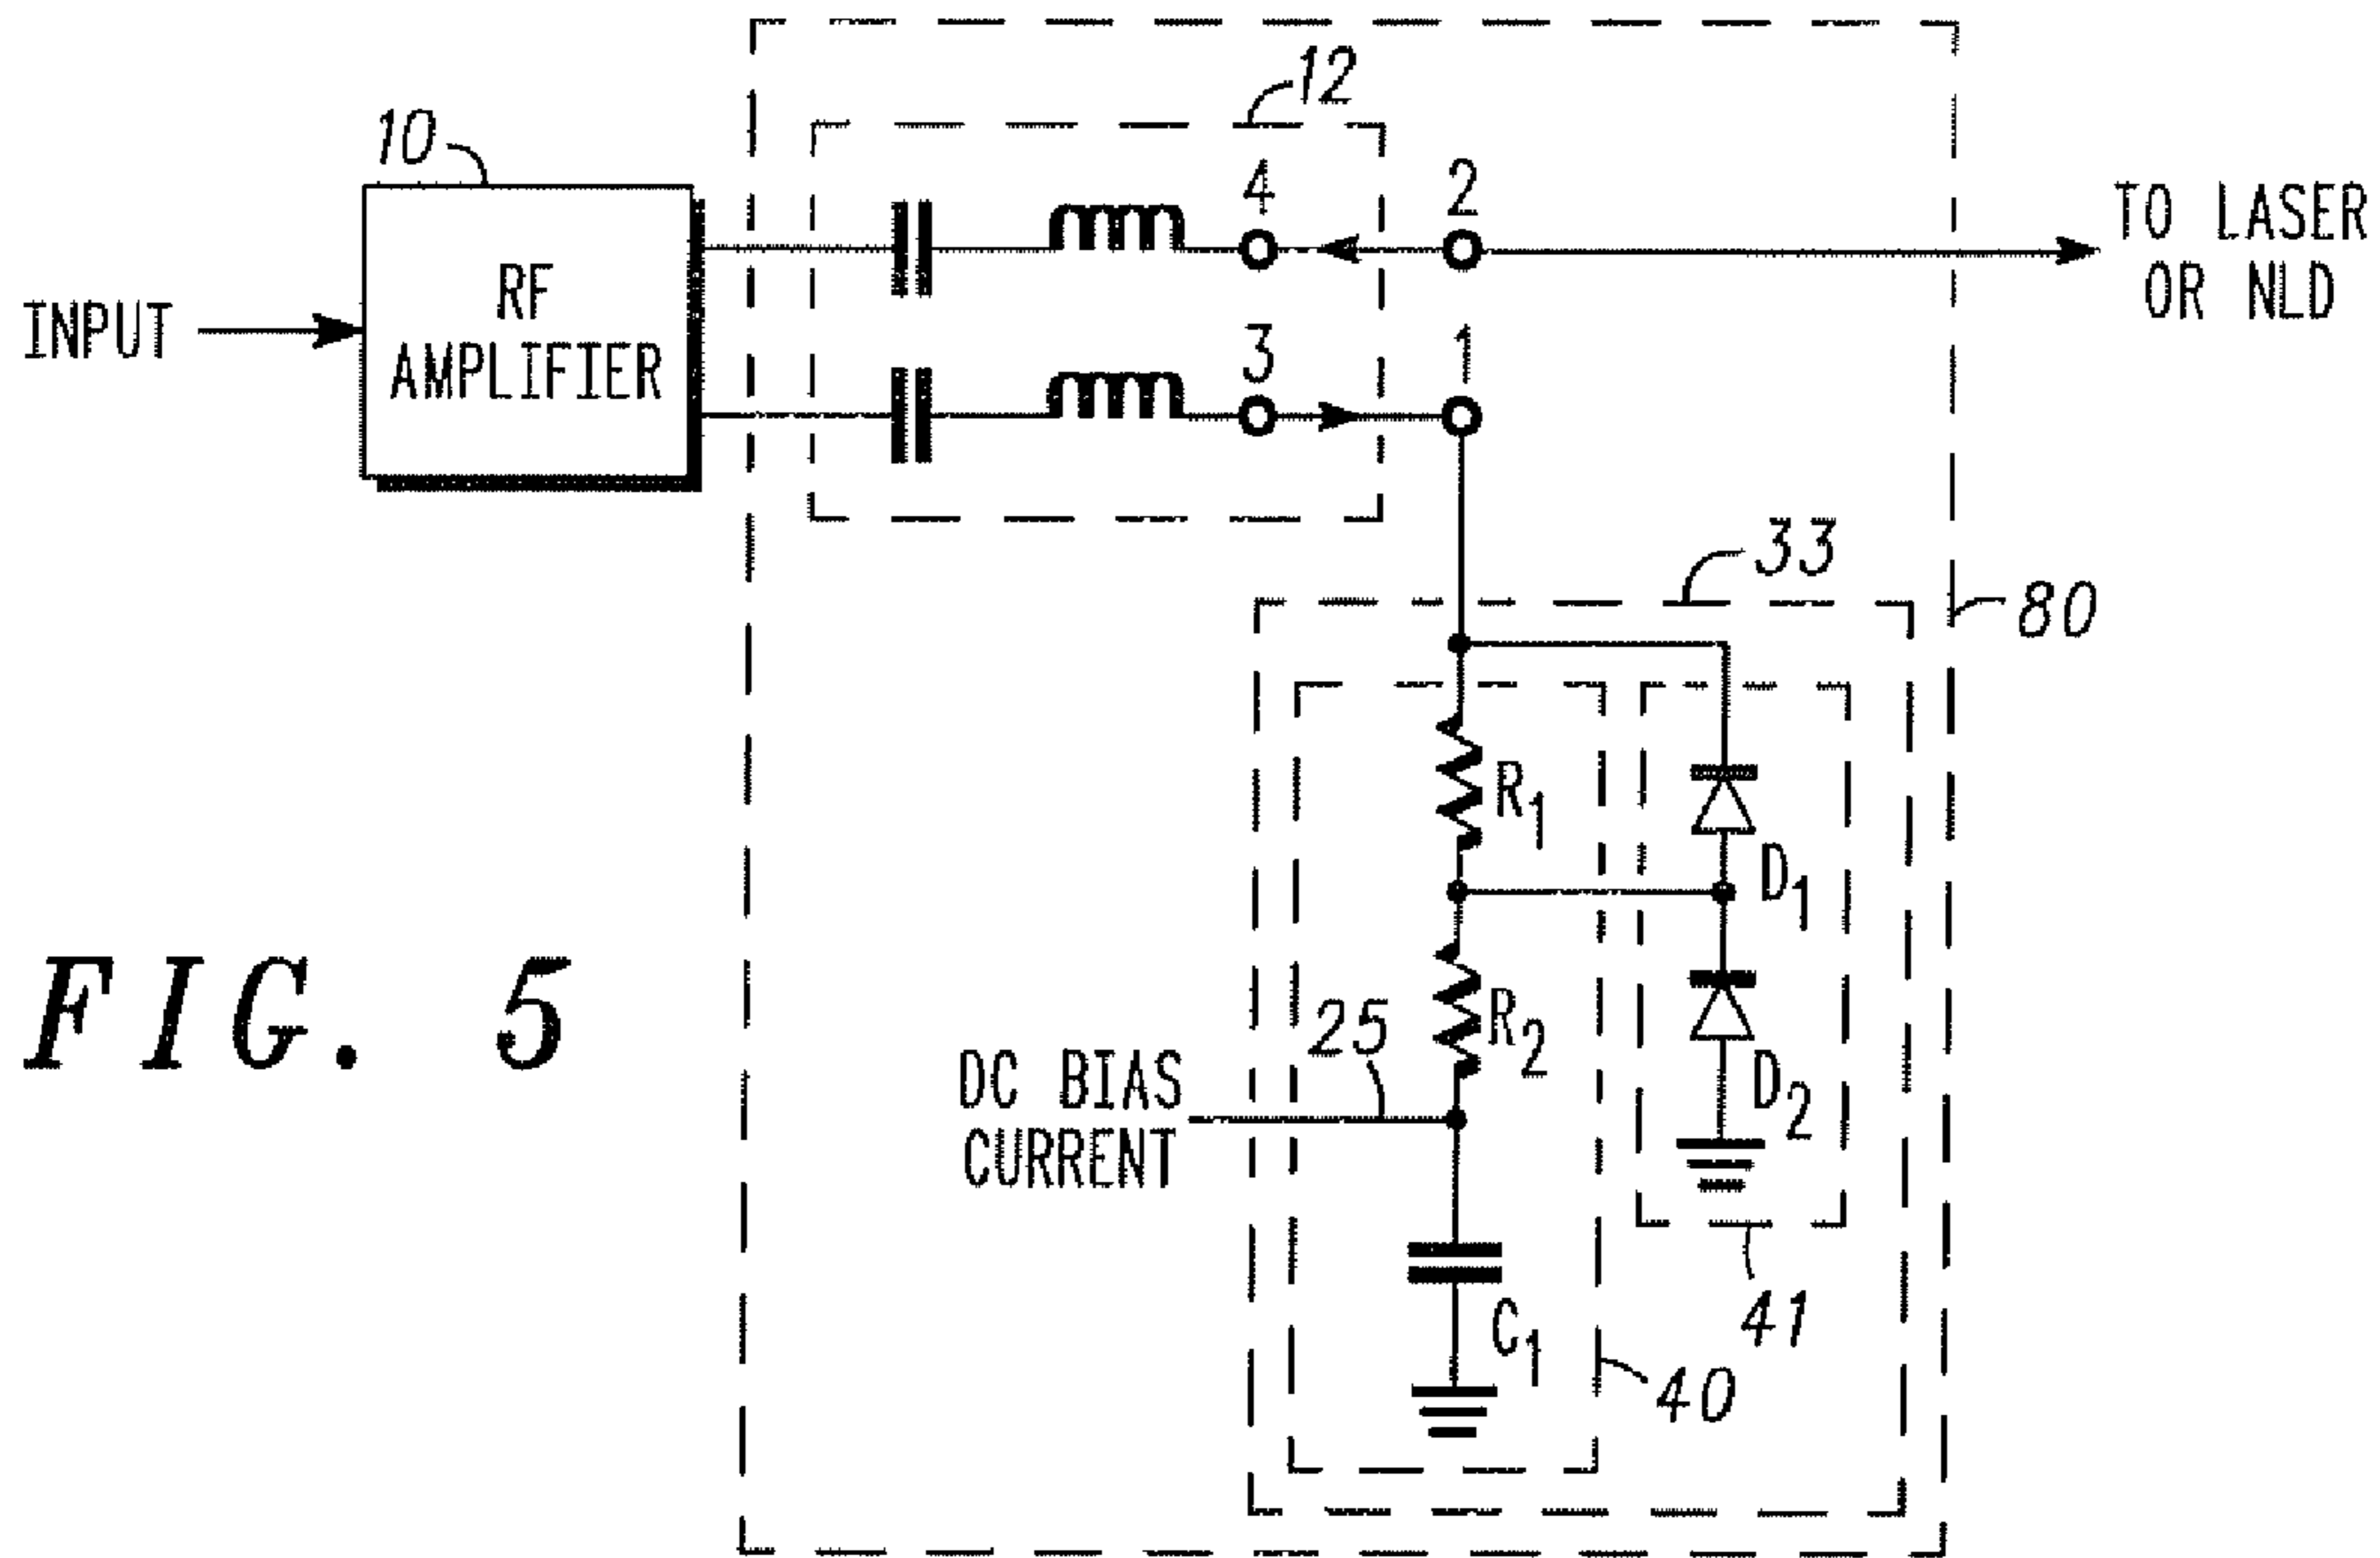 12
10
4
2
TO LASER
OR NLD
RF
AMPLIFIER
INPUT
3
1
33
80
R1
D1
FIG. 5
25
R2
DC BIAS
CURRENT
D2
C1
41
40